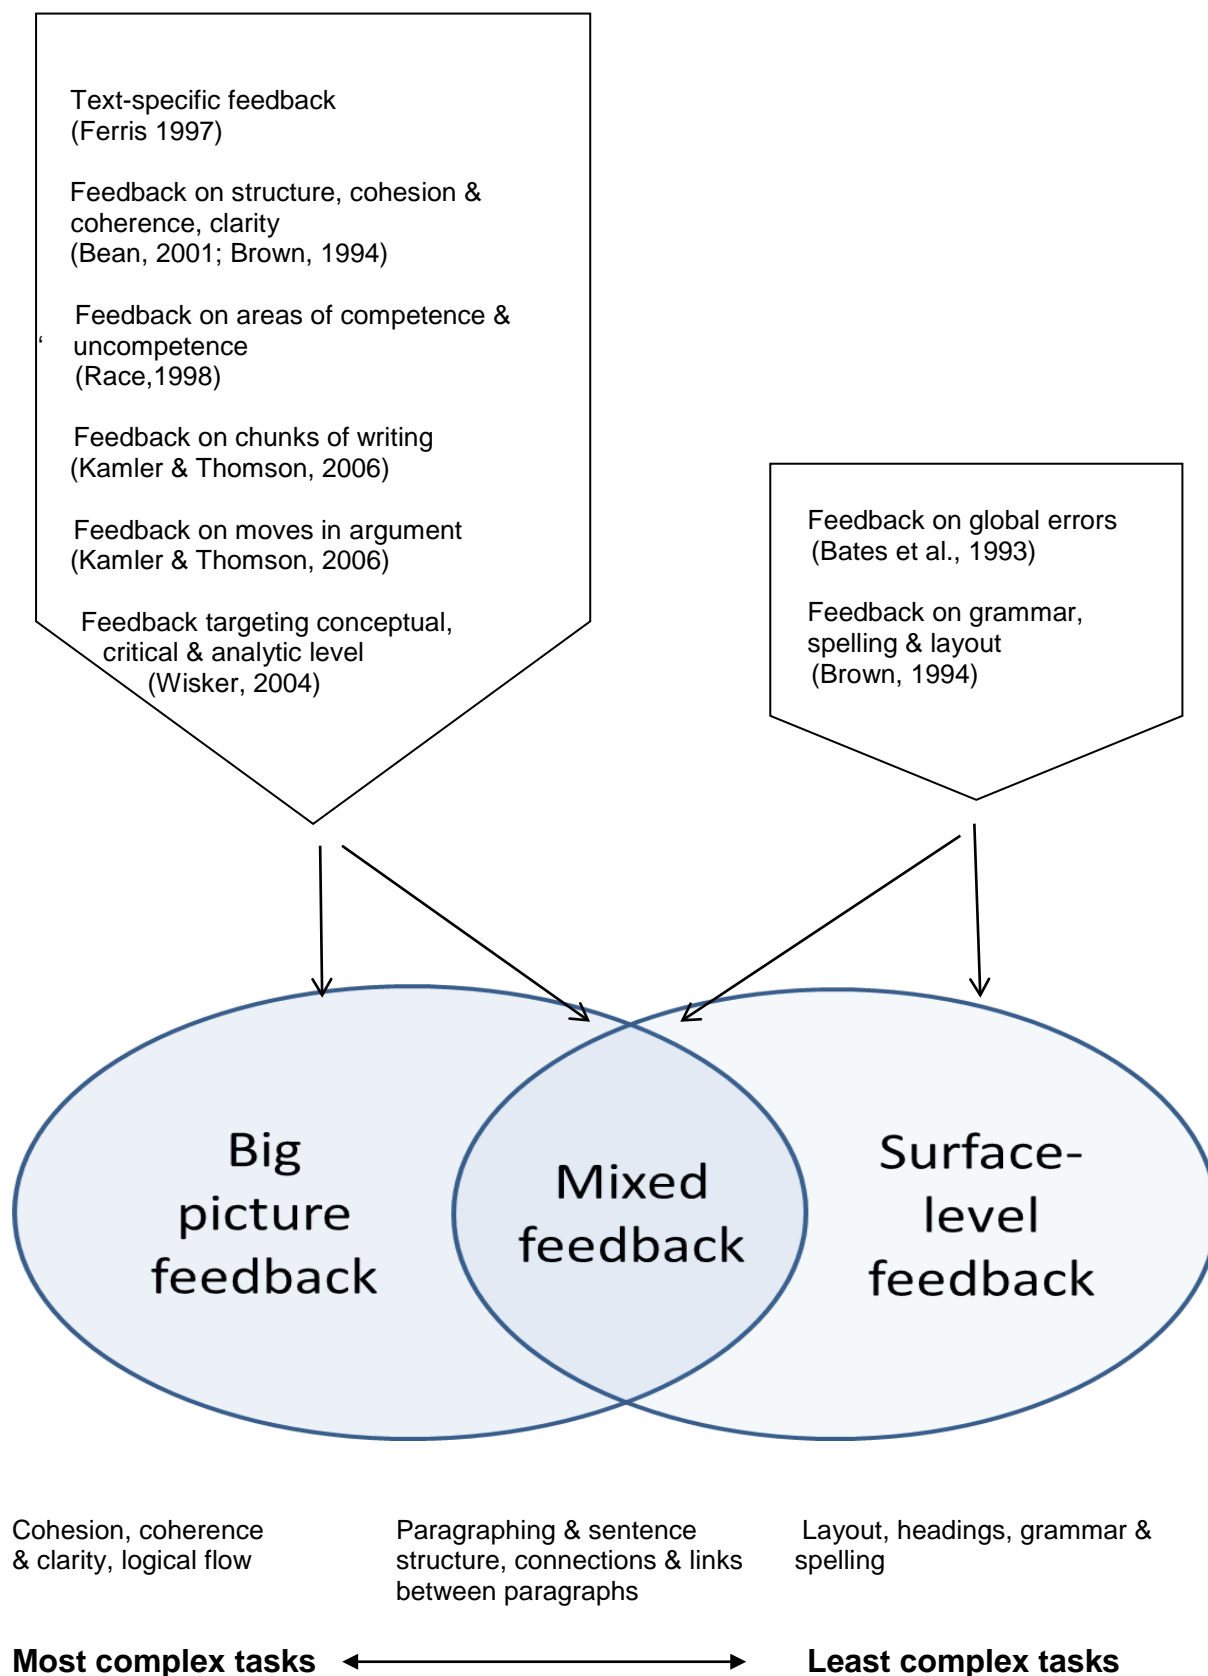 Text-specific feedback
(Ferris 1997)
Feedback on structure, cohesion &
coherence, clarity
(Bean, 2001; Brown, 1994)
Feedback on areas of competence &
‘ uncompetence
(Race,1998)
Feedback on chunks of writing
(Kamler & Thomson, 2006)
Feedback on moves in argument
(Kamler & Thomson, 2006)
Feedback targeting conceptual,
critical & analytic level
(Wisker, 2004)
Feedback on global errors
(Bates et al., 1993)
Feedback on grammar,
spelling & layout
(Brown, 1994)
Big
picture
feedback
Mixed
feedback
Surface-
level
feedback
Cohesion, coherence
& clarity, logical flow
Paragraphing & sentence
structure, connections & links
between paragraphs
Layout, headings, grammar &
spelling
Most complex tasks
Least complex tasks